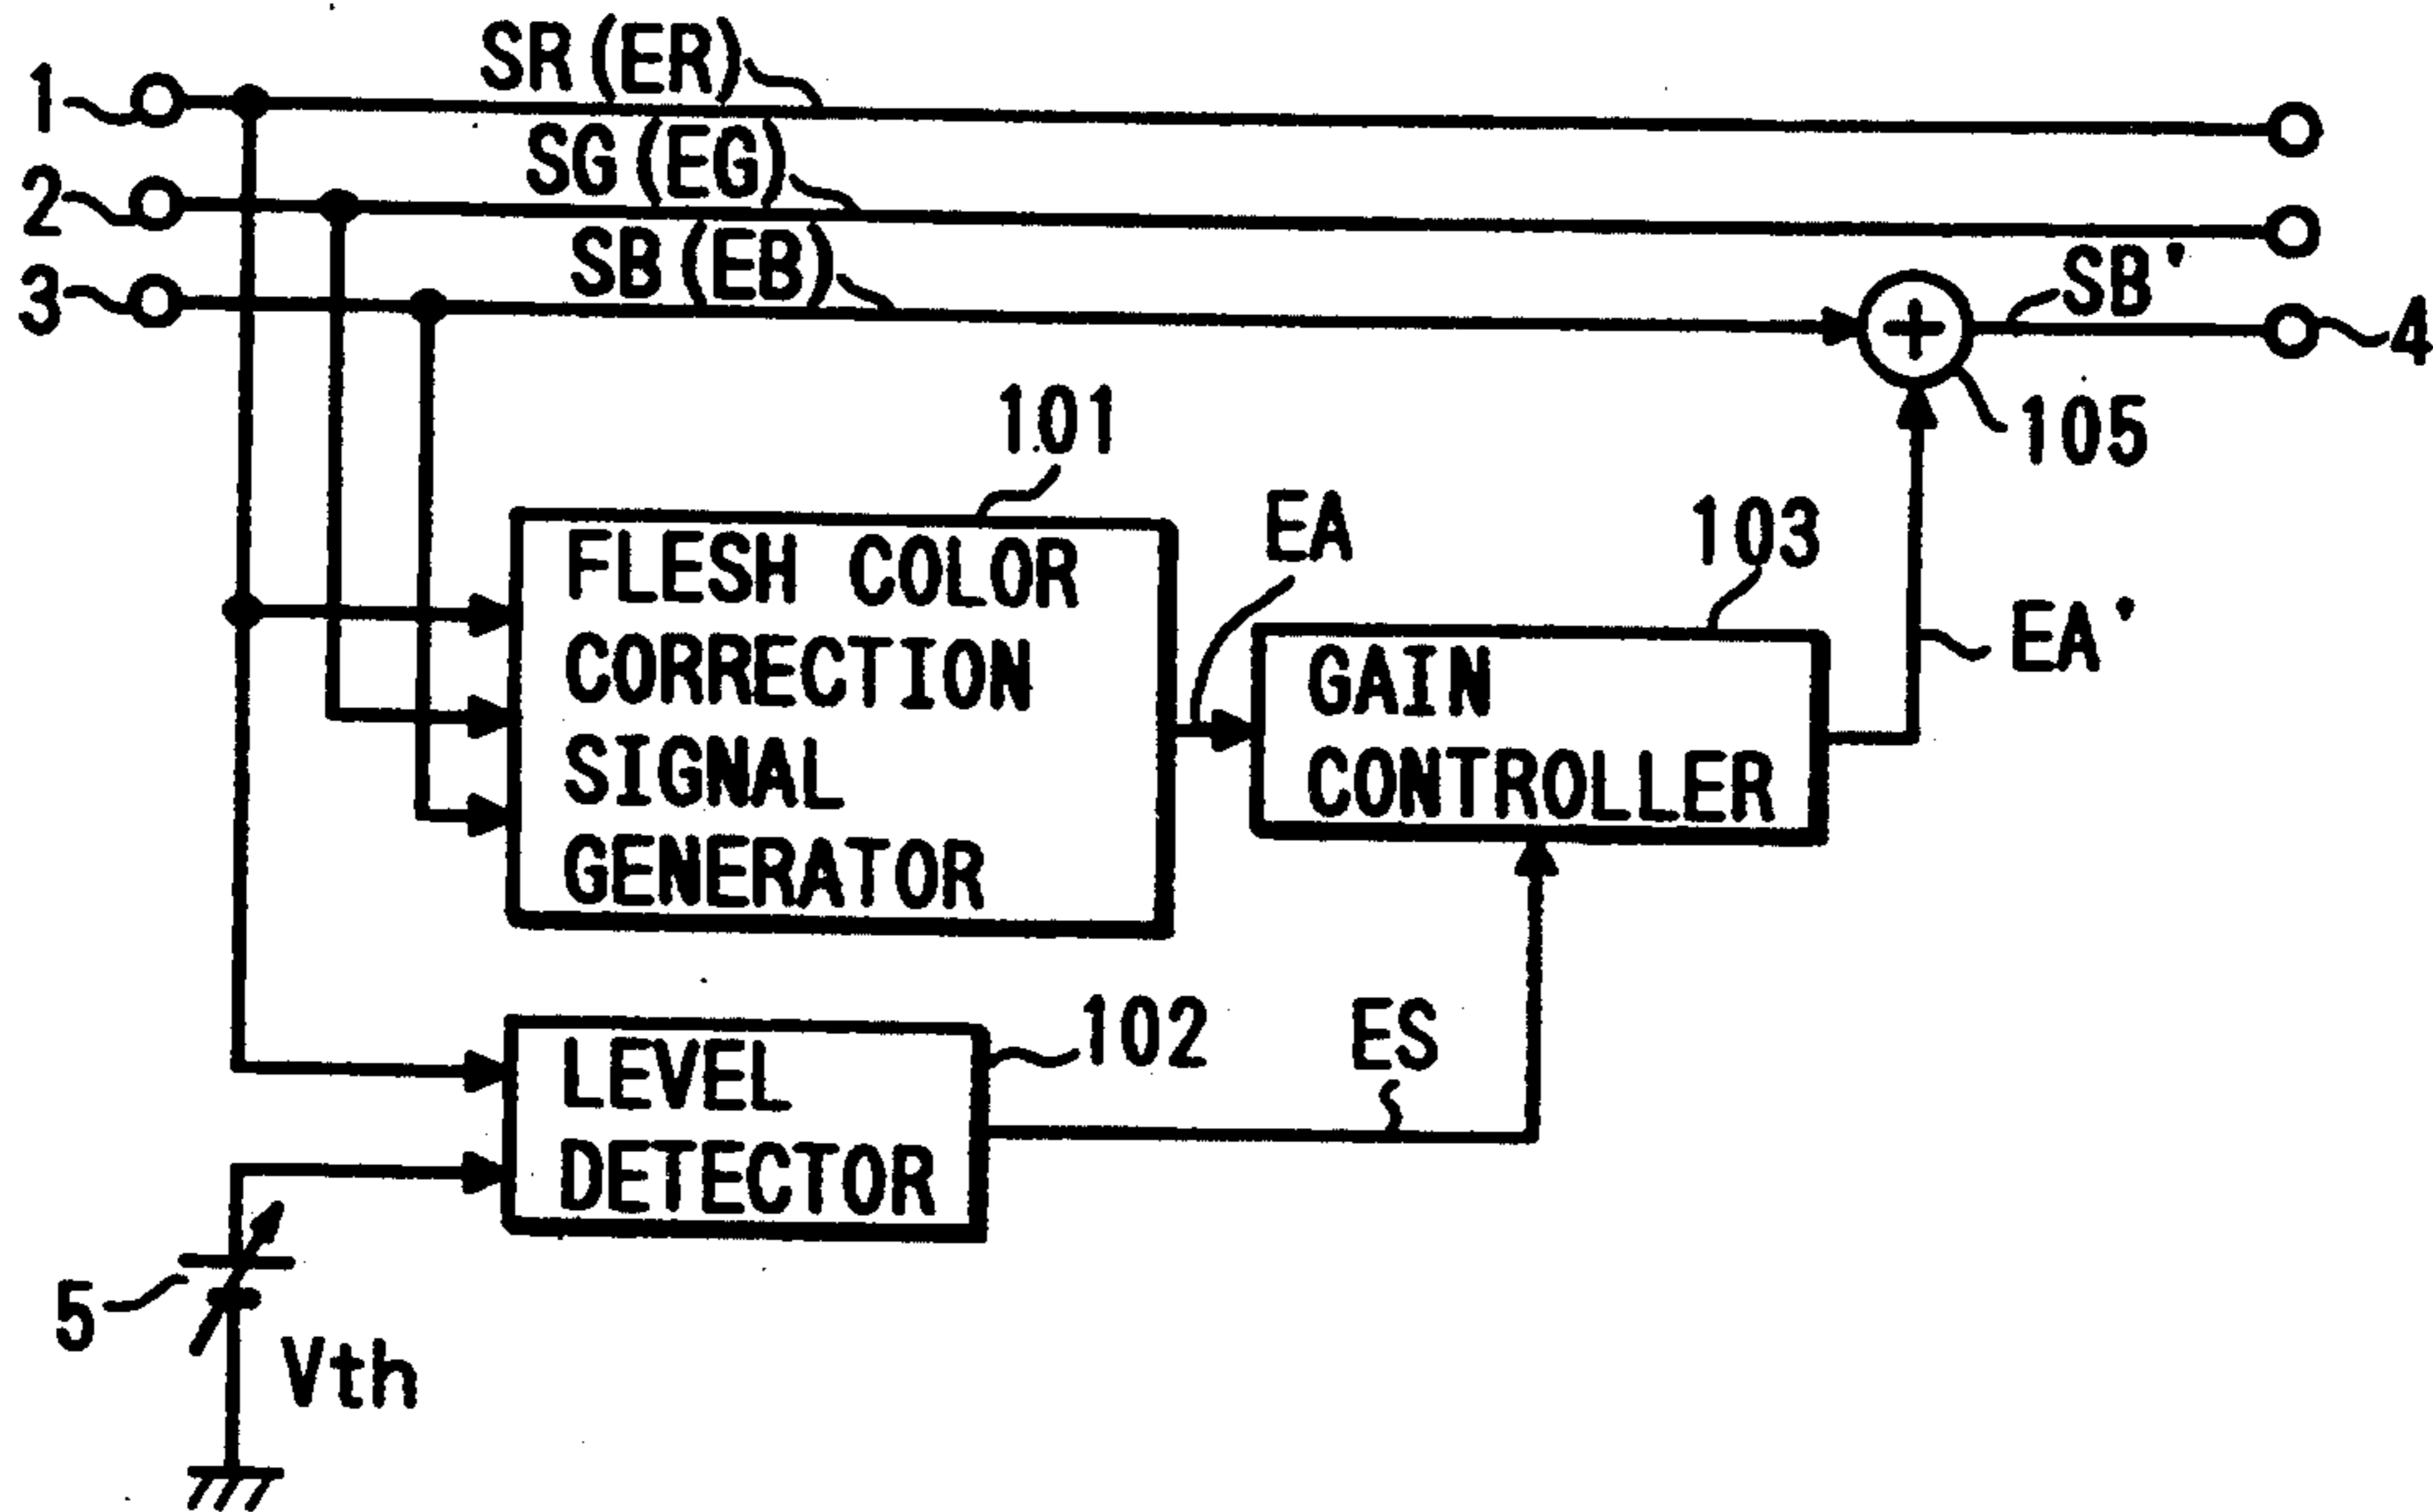 SR(ER)
1
SG(EG)
2
SB(EB)
SB'
3
4
101
105
EA
103
FLESH COLOR
CORRECTION
SIGNAL
GENERATOR
EA'
GAIN
CONTROLLER
102
ES
LEVEL
DETECTOR
5
Vth